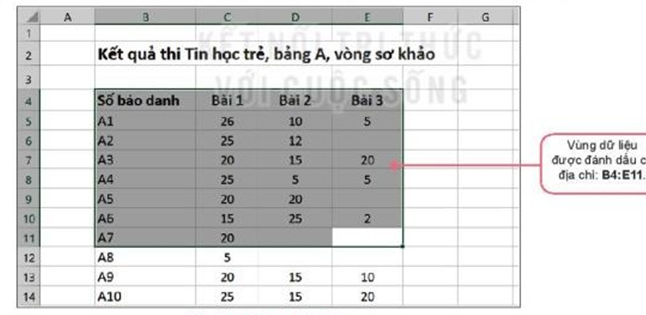 A B C D E F G
1
KẾT NỐI TRI THỨC
2 Kết quả thi Tin học trẻ, bảng A, vòng sơ khảo
3
VỚI CUỘC SỐNG
4 Số báo danh Bài 1 Bài 2 Bài 3
5 A1 26 10 5
6 A2 25 12
7 A3 20 15 20
8 A4 25 5 5
9 A5 20 20
10 A6 15 25 2
11 A7 20
12 A8 5
13 A9 20 15 10
14 A10 25 15 20
Vùng dữ liệu
được đánh dấu c
địa chỉ: B4:E11.